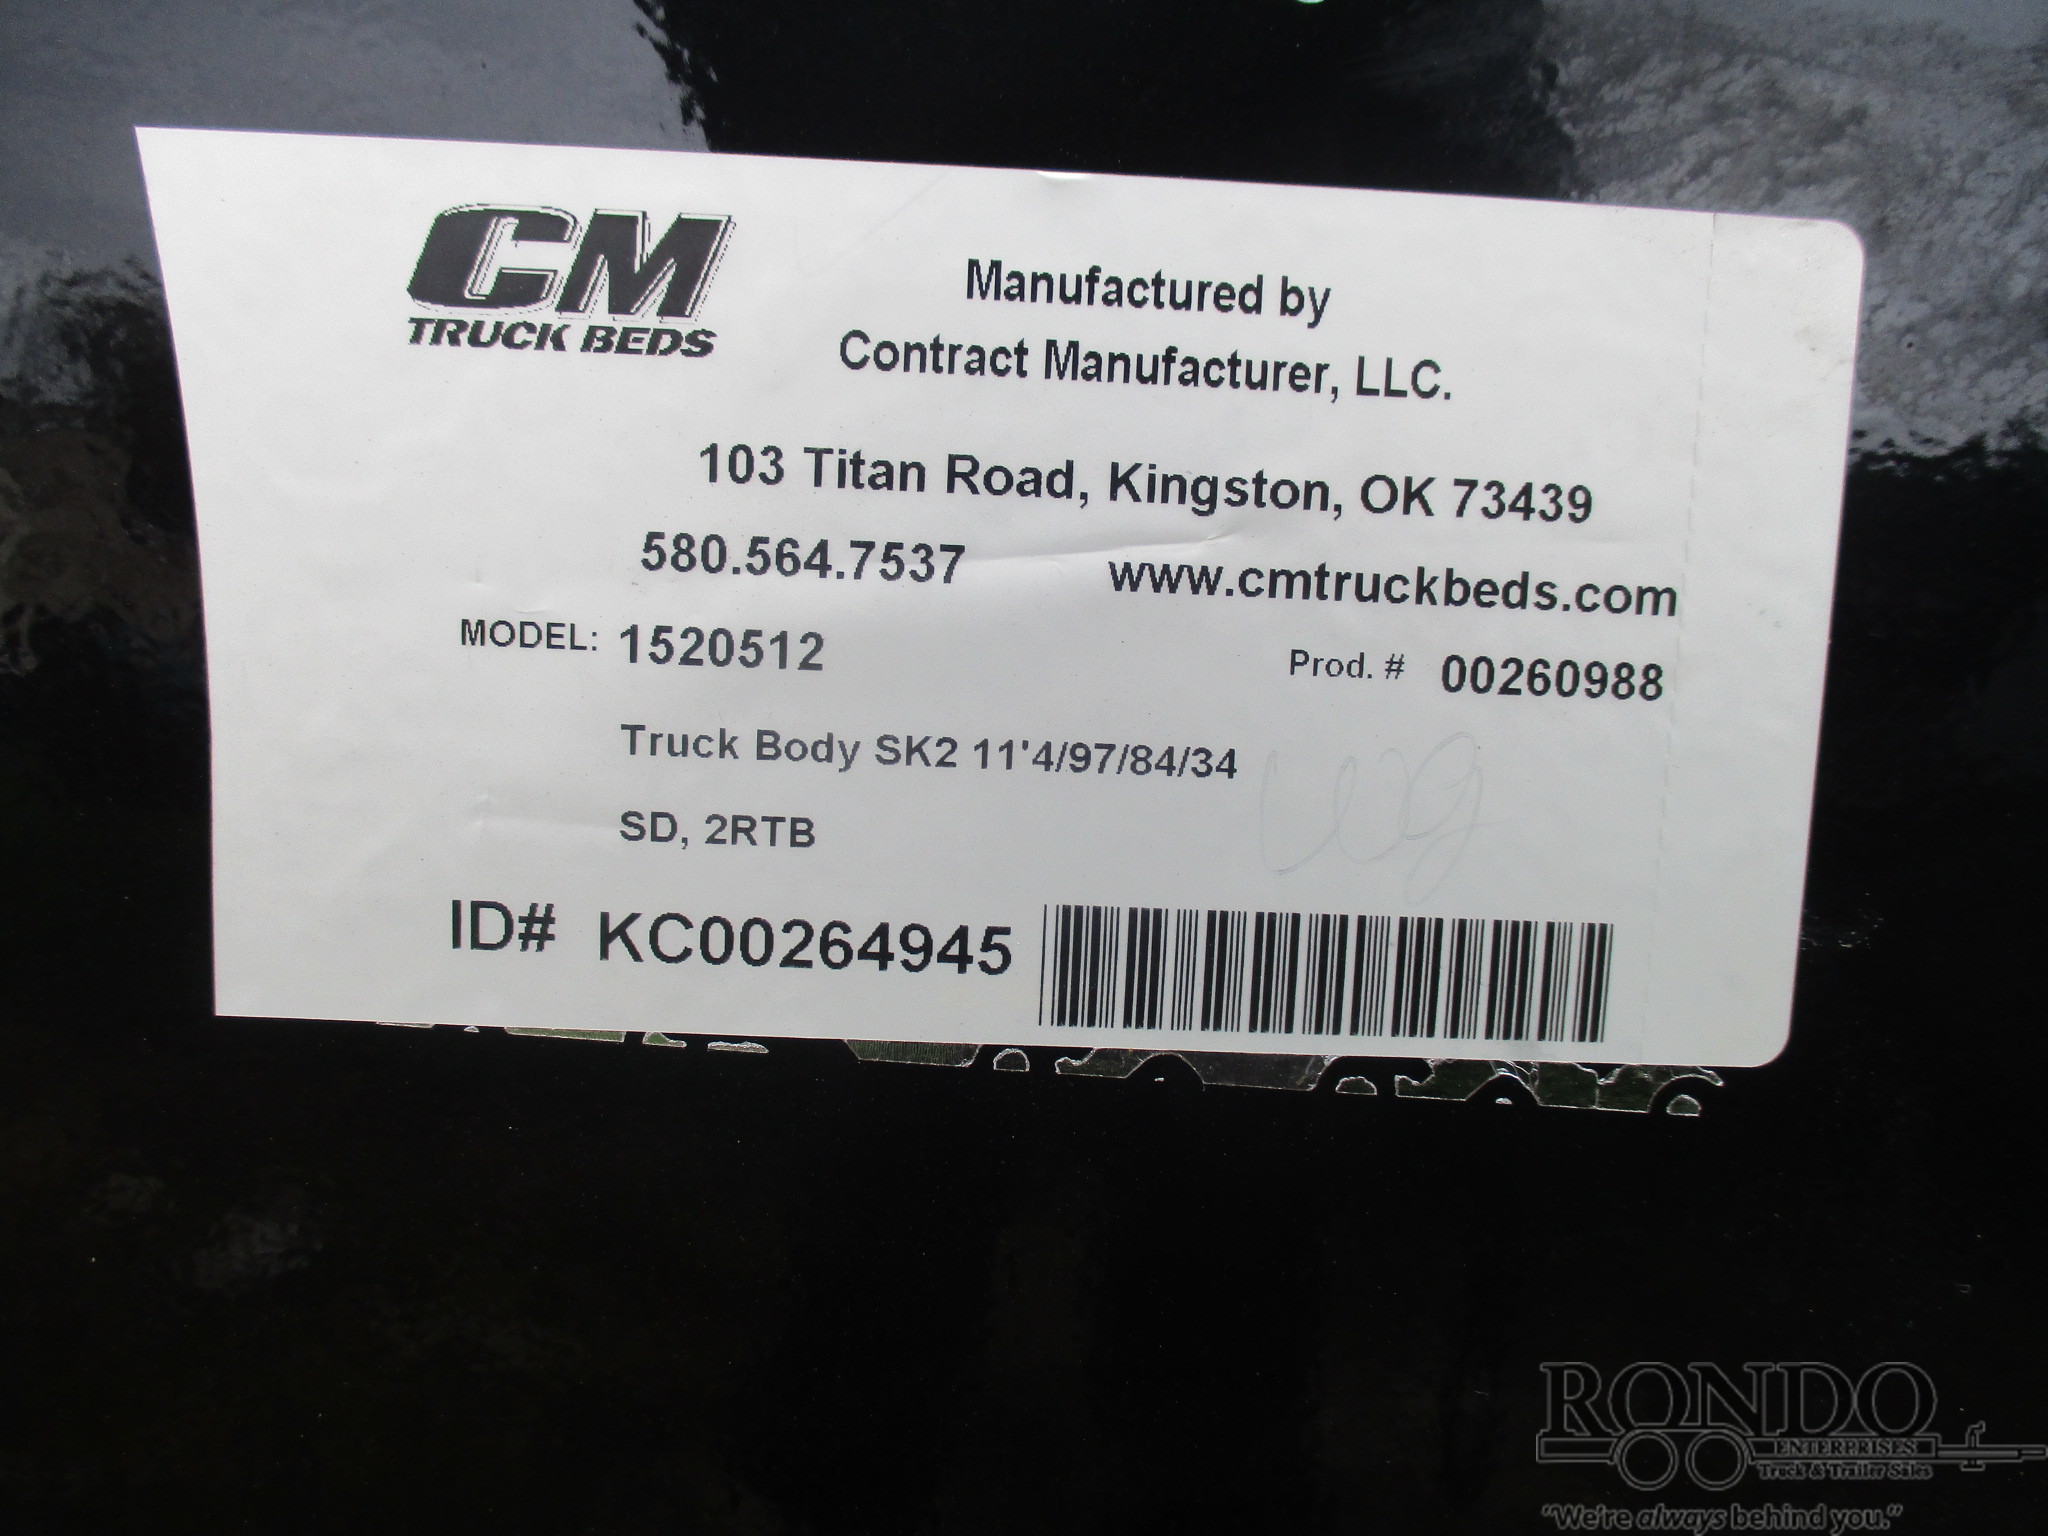 CM
TRUCK BEDS
Manufactured by
Contract Manufacturer, LLC.
103 Titan Road, Kingston, OK 73439
580.564.7537 www.cmtruckbeds.com
MODEL: 1520512 Prod. # 00260988
Truck Body SK2 11'4/97/84/34
SD, 2RTB
ID# KC00264945
RONDO
ENTERPRISES
Truck & Trailer Sales
"We're always behind you."